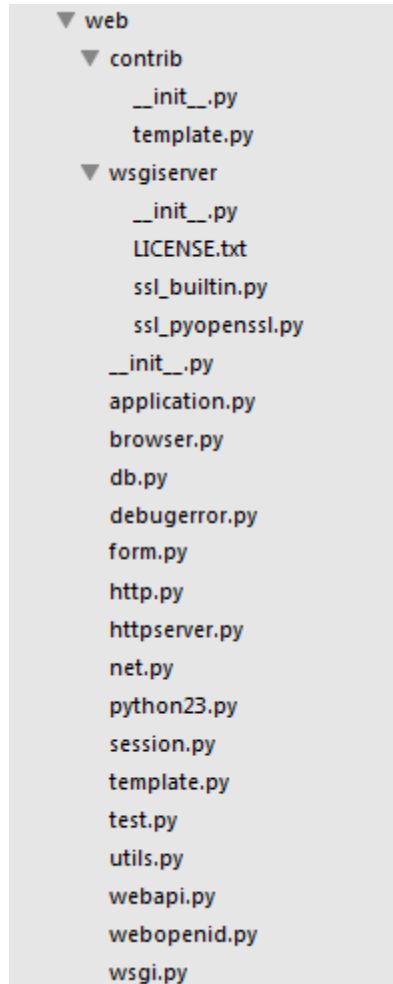 web
contrib
__init__.py
template.py
wsgiserver
__init__.py
LICENSE.txt
ssl_builtin.py
ssl_pyopenssl.py
__init__.py
application.py
browser.py
db.py
debugerror.py
form.py
http.py
httpserver.py
net.py
python23.py
session.py
template.py
test.py
utils.py
webapi.py
webopenid.py
wsgi.py